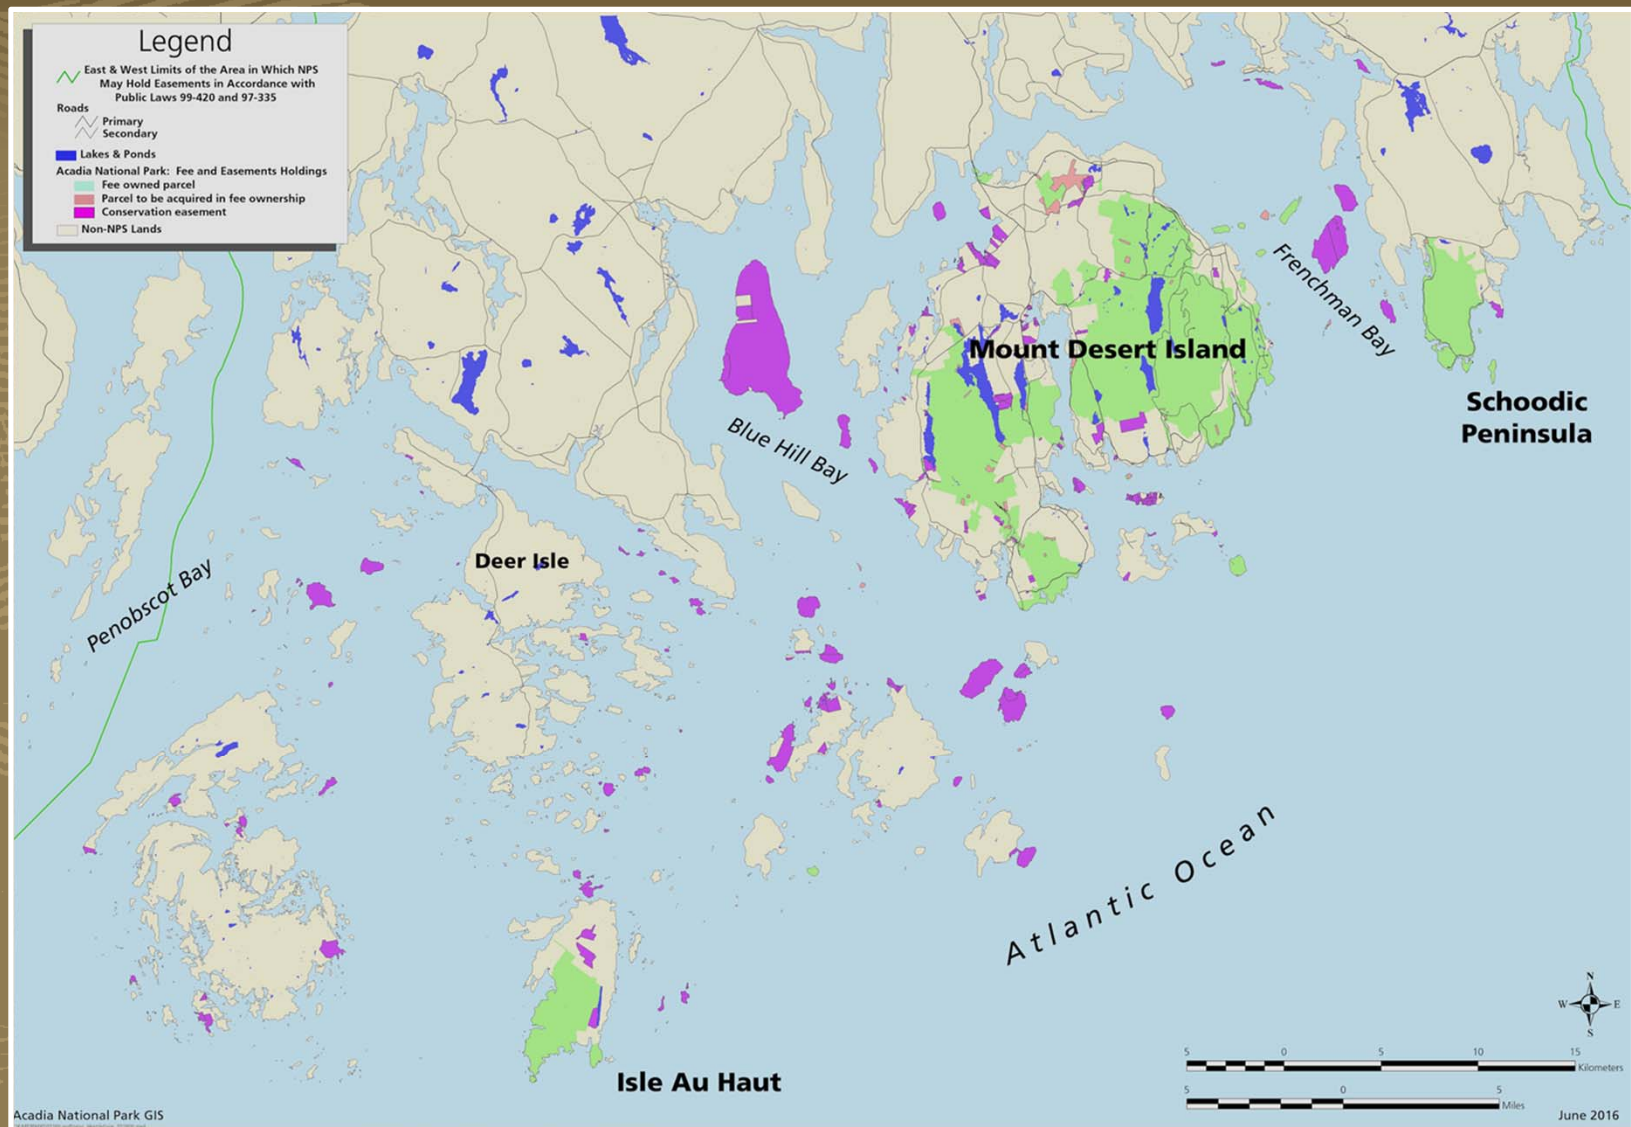 Legend
East & West Limits of the Area in Which NPS
May Hold Easements in Accordance with
Public Laws 99-420 and 97-335
Roads
Primary
Secondary
Lakes & Ponds
Acadia National Park: Fee and Easements Holdings
Fee owned parcel
Parcel to be acquired in fee ownership
Conservation easement
Non-NPS Lands
Frenchman Bay
Mount Desert Island
Schoodic
Peninsula
Blue Hill Bay
Deer Isle
Penobscot Bay
Atlantic Ocean
Isle Au Haut
N
W E
S
5 0 5 10 15
Kilometers
5 0 5
Miles
Acadia National Park GIS
June 2016